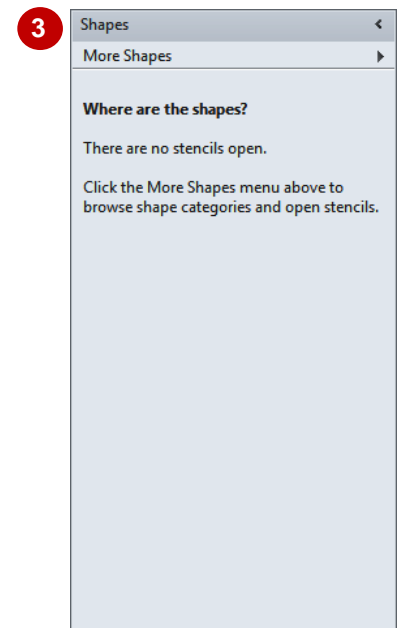 3
Shapes
More Shapes
Where are the shapes?
There are no stencils open.
Click the More Shapes menu above to
browse shape categories and open stencils.